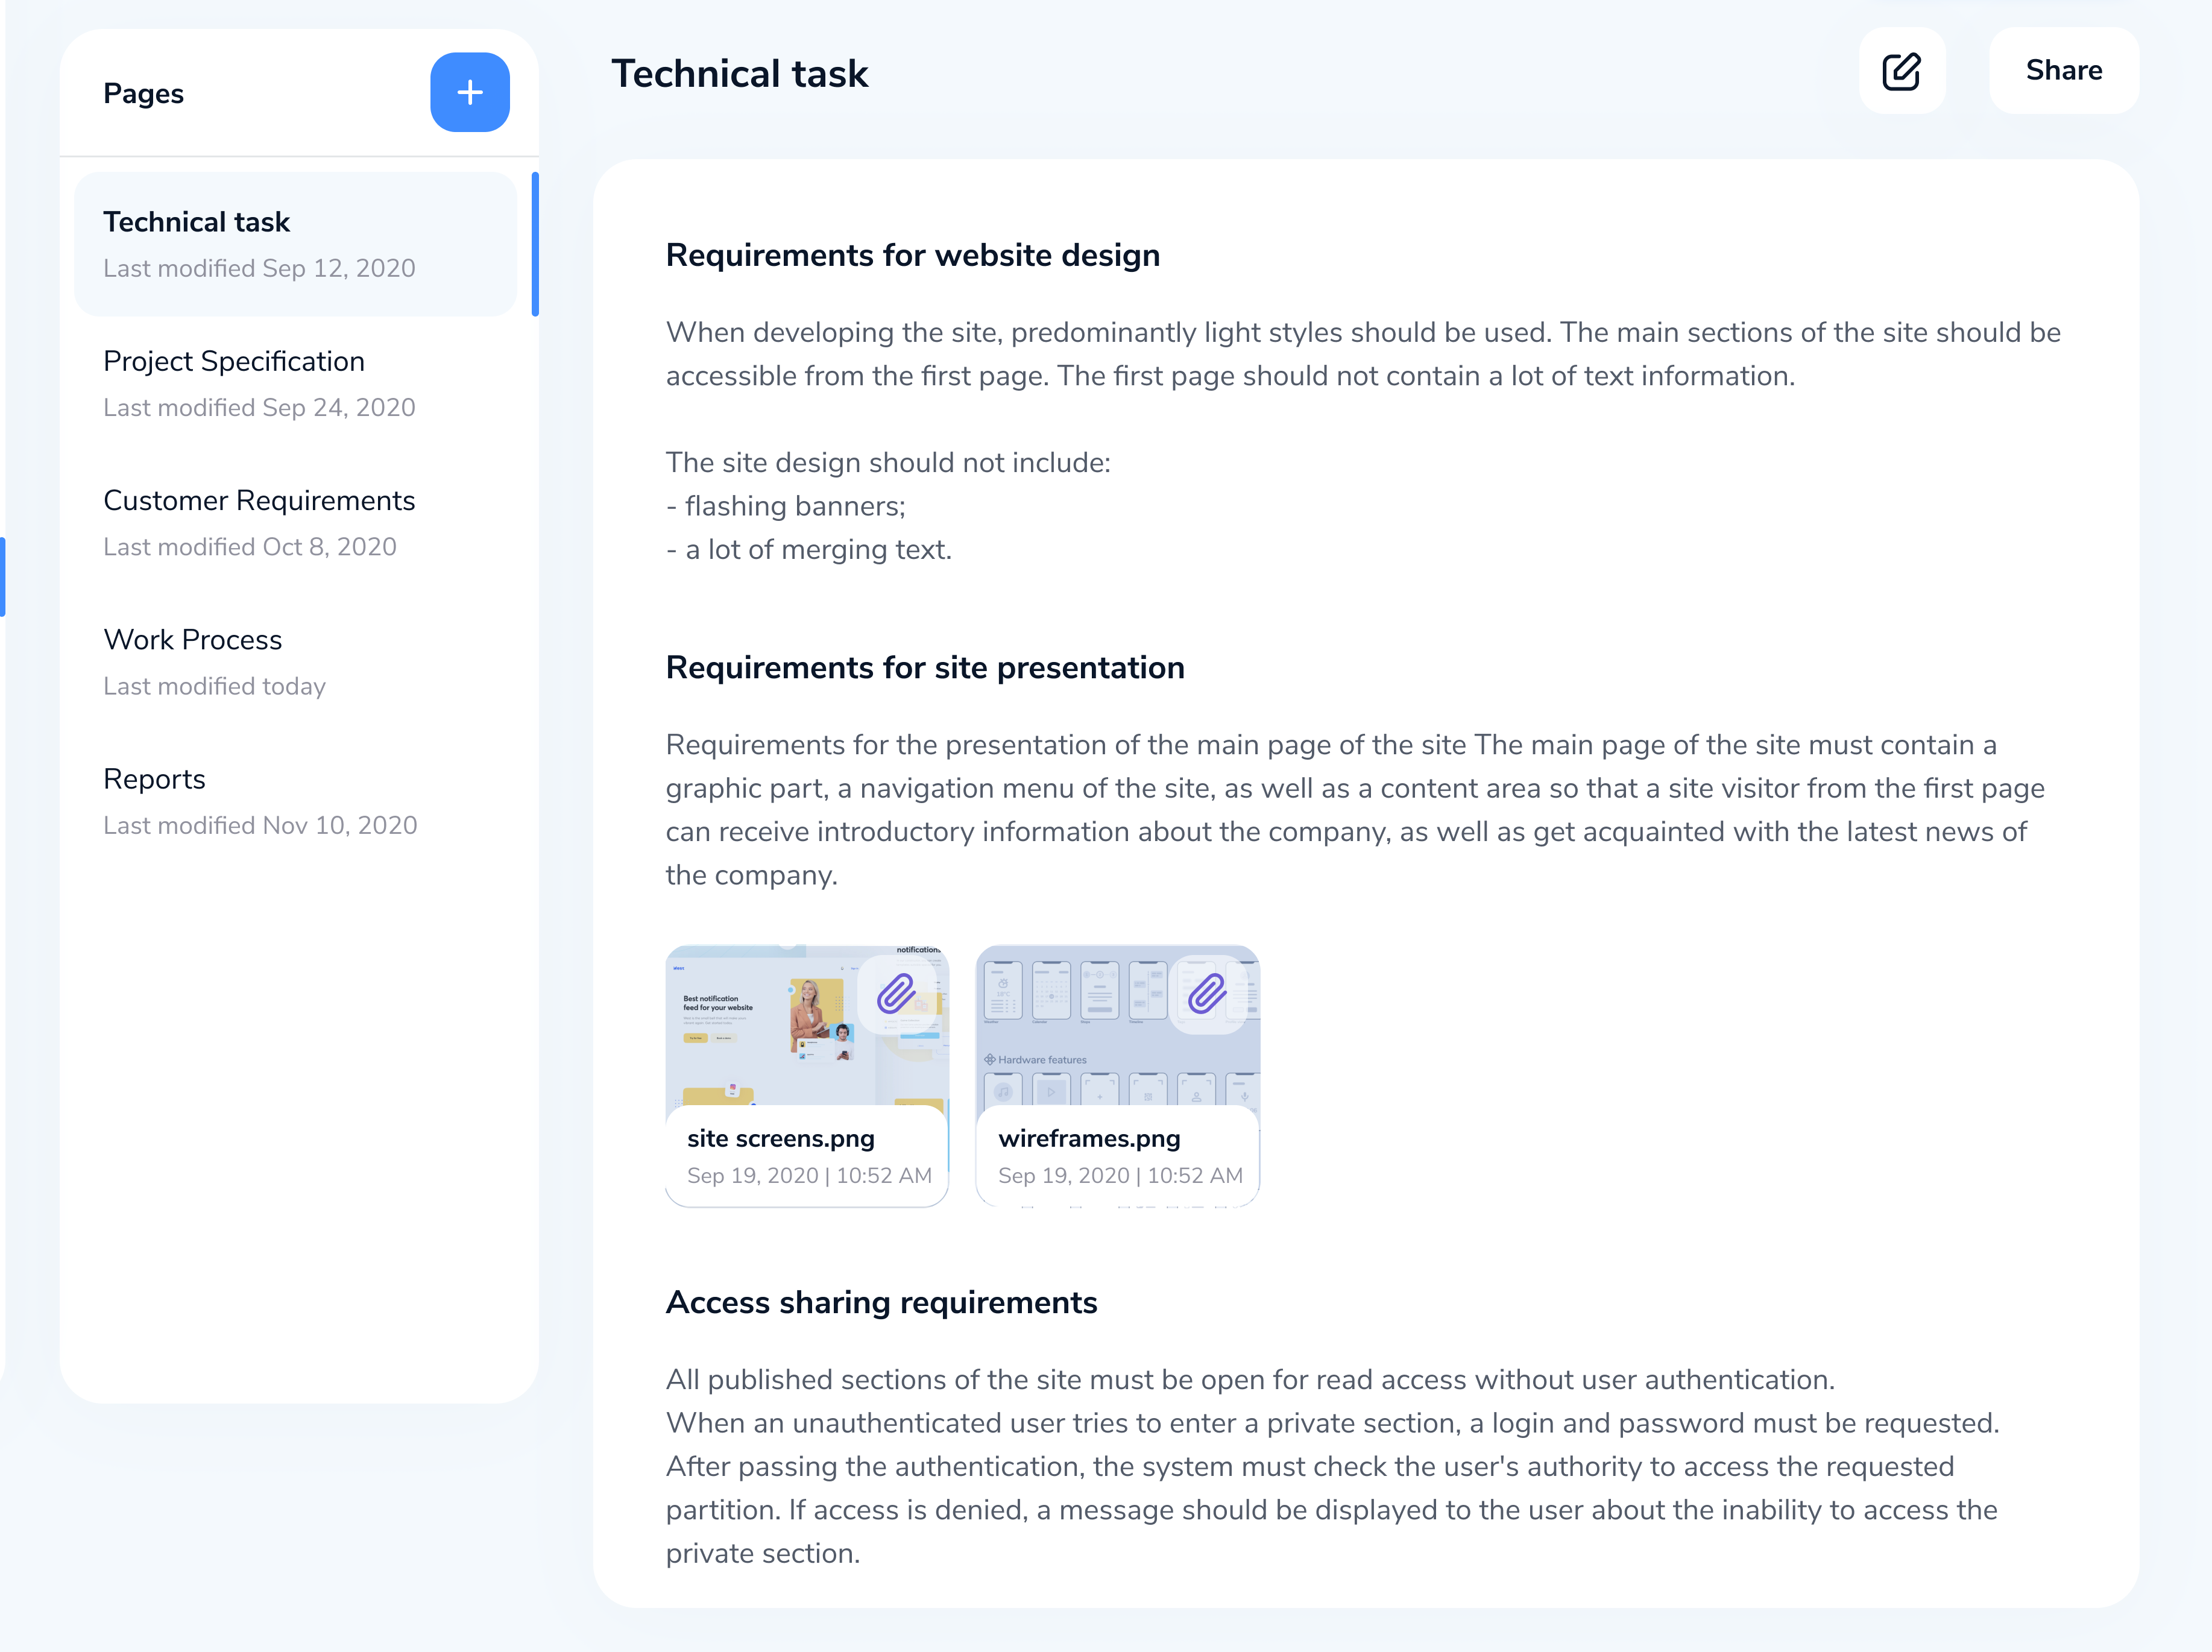 Pages
Technical task
Last modified Sep 12, 2020
Project Specification
Last modified Sep 24, 2020
Customer Requirements
Last modified Oct 8, 2020
Work Process
Last modified today
Reports
Last modified Nov 10, 2020
Technical task
Share
Requirements for website design
When developing the site, predominantly light styles should be used. The main sections of the site should be
accessible from the first page. The first page should not contain a lot of text information.
The site design should not include:
- flashing banners;
- a lot of merging text.
Requirements for site presentation
Requirements for the presentation of the main page of the site The main page of the site must contain a
graphic part, a navigation menu of the site, as well as a content area so that a site visitor from the first page
can receive introductory information about the company, as well as get acquainted with the latest news of
the company.
notifications
Best notification
feed for your website
site screens.png
Sep 19, 2020 | 10:52 AM
Hardware features
wireframes.png
Sep 19, 2020 | 10:52 AM
Access sharing requirements
All published sections of the site must be open for read access without user authentication.
When an unauthenticated user tries to enter a private section, a login and password must be requested.
After passing the authentication, the system must check the user's authority to access the requested
partition. If access is denied, a message should be displayed to the user about the inability to access the
private section.